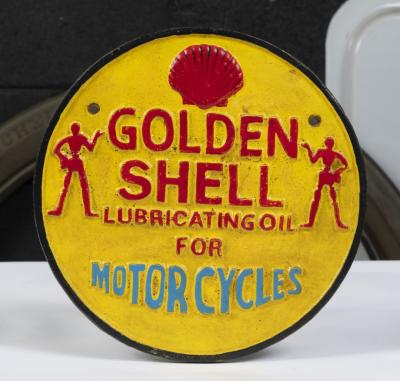 GOLDEN
SHELL
LUBRICATING OIL
FOR
MOTOR CYCLES